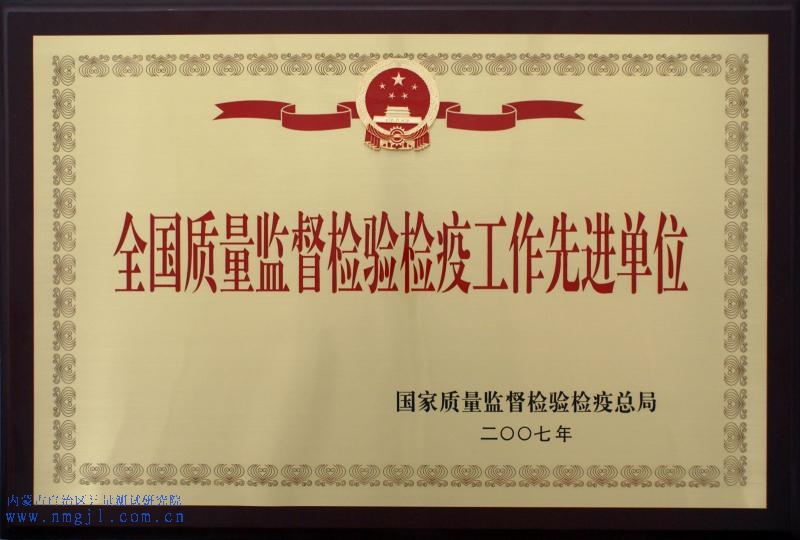 全国质量监督检验检疫工作先进单位
国家质量监督检验检疫总局
二〇〇七年
内蒙古自治区计量测试研究院
www.nmgjl.com.cn